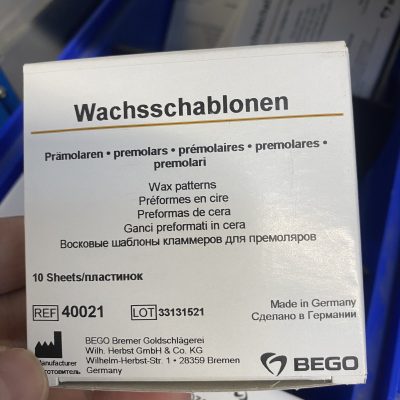 Wachsschablonen
Prämolaren • premolars • prémolaires • premolares •
premolari
Wax patterns
Préformes en cire
Preformas de cera
Ganci preformati in cera
Восковые шаблоны кламмеров для премоляров
10 Sheets/пластинок
REF 40021 LOT 33131521
Made in Germany
Сделано в Германии
Manufacturer
BEGO Bremer Goldschlägerei
Wilh. Herbst GmbH & Co. KG
Wilhelm-Herbst-Str. 1 • 28359 Bremen
Germany
BEGO